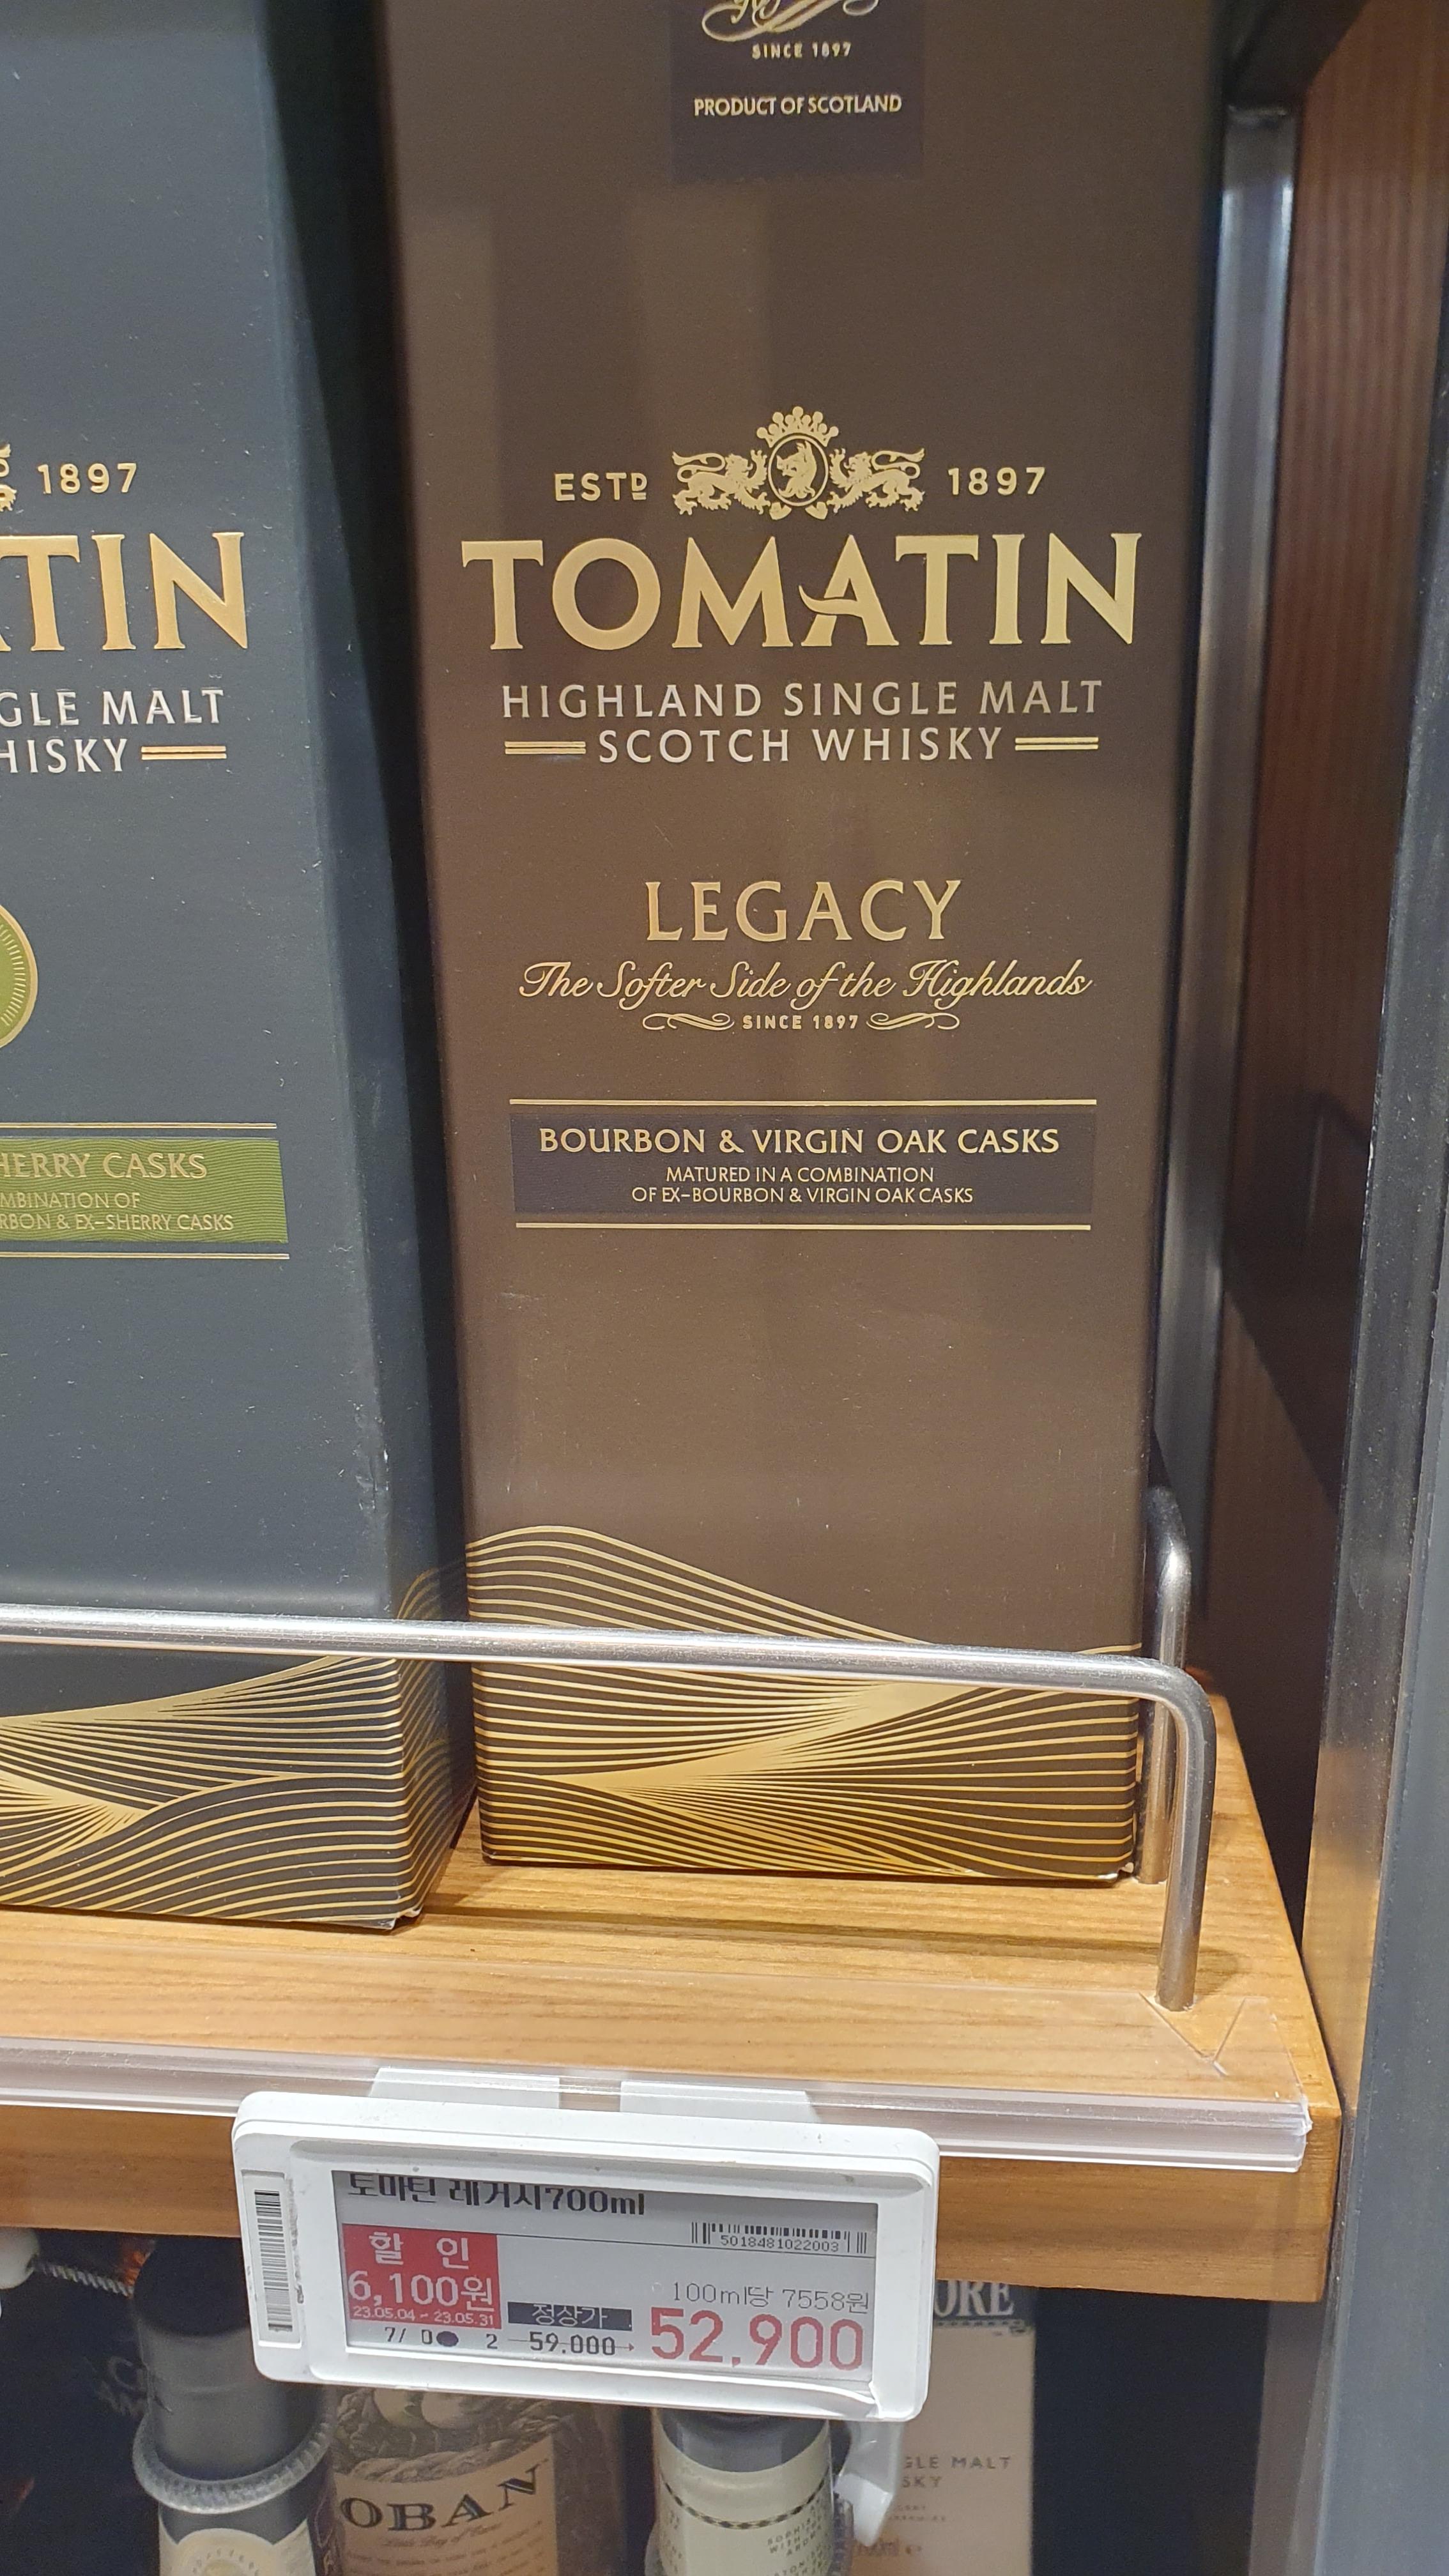 SINCE 1897
PRODUCT OF SCOTLAND
1897
TIN
GLE MALT
HISKY
HERRY CASKS
MBINATION OF
RBON & EX-SHERRY CASKS
ESTD 1897
TOMATIN
HIGHLAND SINGLE MALT
SCOTCH WHISKY
LEGACY
The Softer Side of the Highlands
SINCE 1897
BOURBON & VIRGIN OAK CASKS
MATURED IN A COMBINATION
OF EX-BOURBON & VIRGIN OAK CASKS
토마틴 레거시700ml
5018481022003
할 인
6,100원
23.05.04 ~ 23.05.31
7/ 0● 2
정상가
59,000→
100ml당 7558원
52,900
ORE
OBAN
GLE MALT
SKY